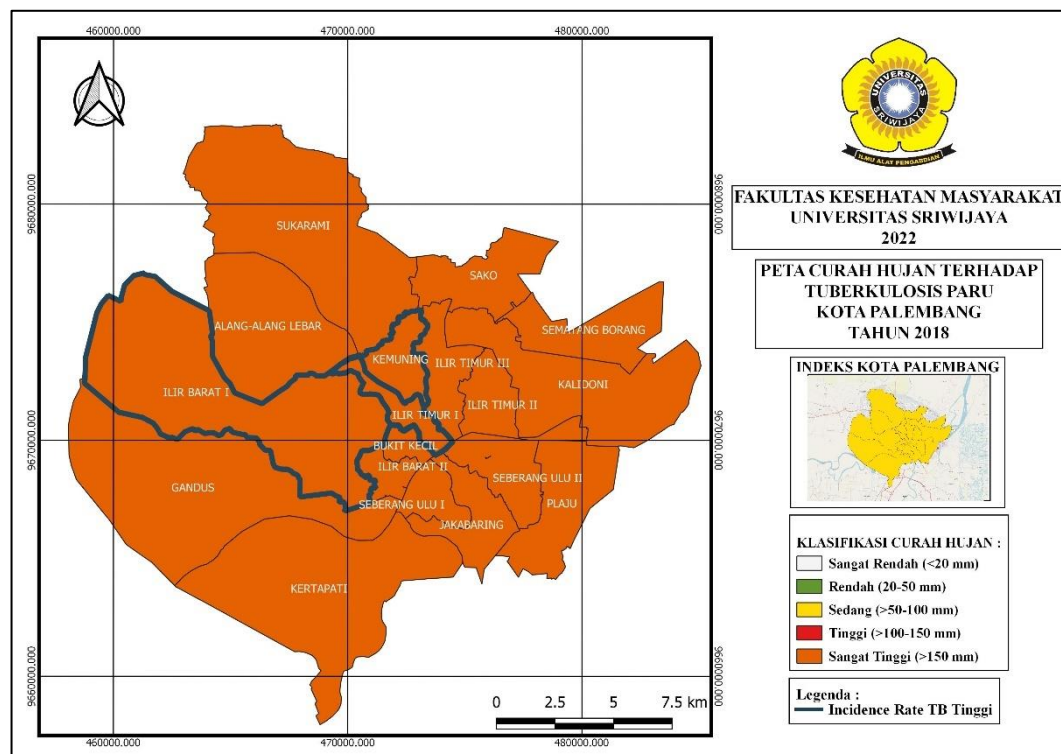 460000.000
470000.000
480000.000
9680000.000
9680000.000
9670000.000
9670000.000
9660000.000
9660000.000
SUKARAMI
SAKO
ALANG-ALANG LEBAR
SEMATANG BORANG
KEMUNING
ILIR TIMUR III
KALIDONI
ILIR BARAT I
ILIR TIMUR II
ILIR TIMUR I
BUKIT KECIL
ILIR BARAT II
GANDUS
SEBERANG ULU II
SEBERANG ULU I
PLAJU
JAKABARING
KERTAPATI
0
2.5
5
7.5 km
460000.000
470000.000
480000.000
UNIVERSITAS
SRIWIJAYA
ILMU ALAT PENGABDIAN
FAKULTAS KESEHATAN MASYARAKAT
UNIVERSITAS SRIWIJAYA
2022
PETA CURAH HUJAN TERHADAP
TUBERKULOSIS PARU
KOTA PALEMBANG
TAHUN 2018
INDEKS KOTA PALEMBANG
KLASIFIKASI CURAH HUJAN :
Sangat Rendah (<20 mm)
Rendah (20-50 mm)
Sedang (>50-100 mm)
Tinggi (>100-150 mm)
Sangat Tinggi (>150 mm)
Legenda :
Incidence Rate TB Tinggi